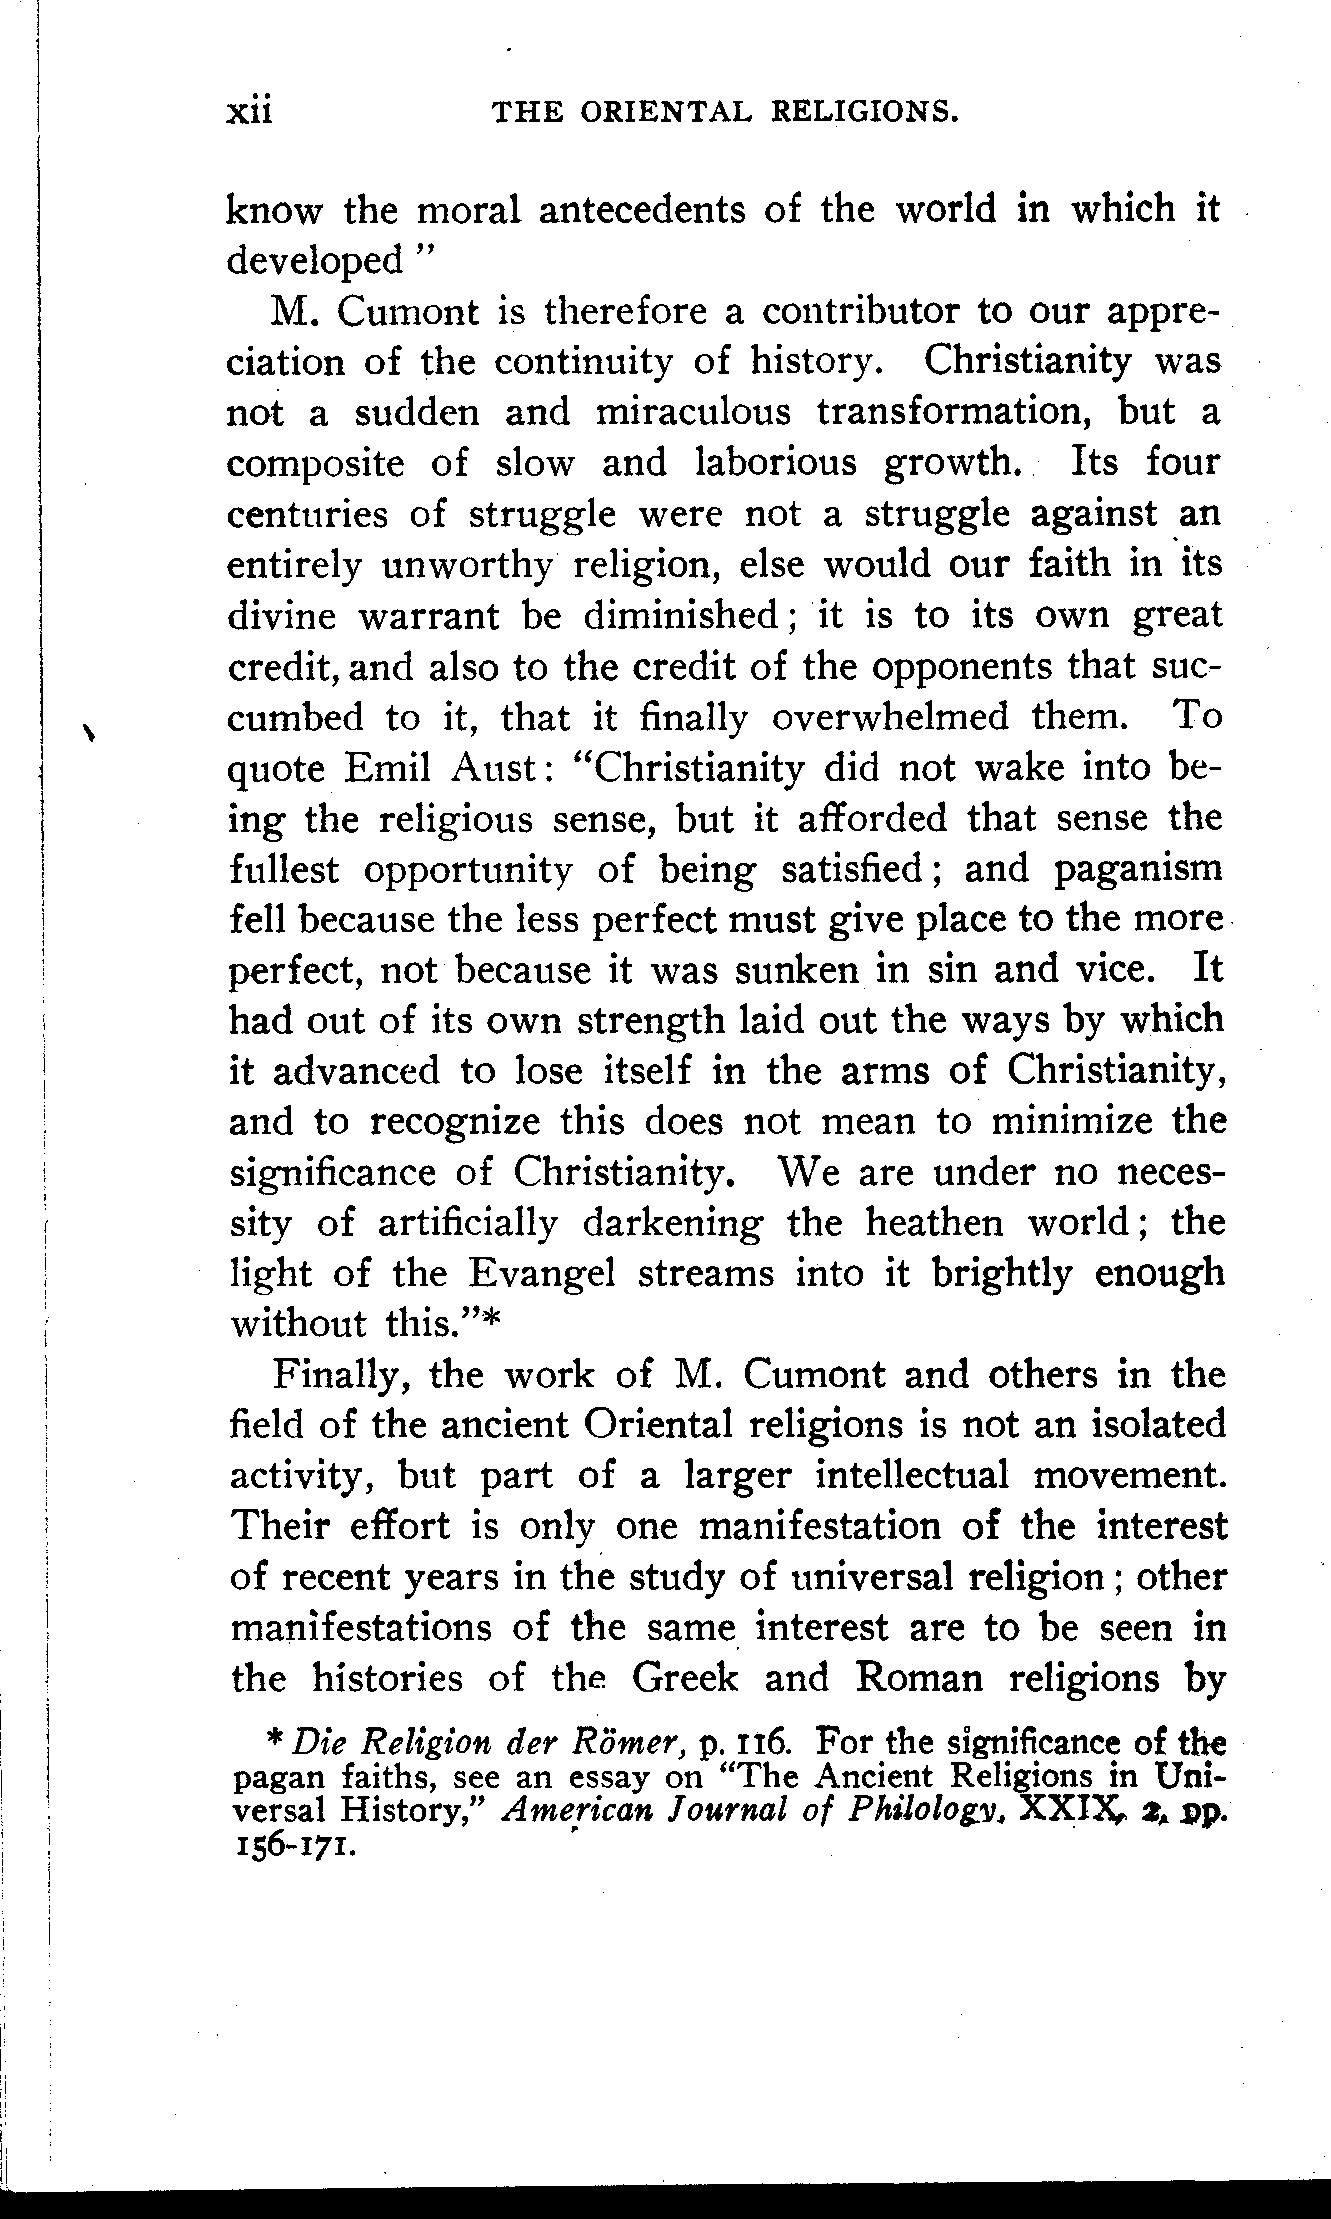 xii THE ORIENTAL RELIGIONS.
know the moral antecedents of the world in which it
developed "
M. Cumont is therefore a contributor to our appre-
ciation of the continuity of history. Christianity was
not a sudden and miraculous transformation, but a
composite of slow and laborious growth. Its four
centuries of struggle were not a struggle against an
entirely unworthy religion, else would our faith in its
divine warrant be diminished; it is to its own great
credit, and also to the credit of the opponents that suc-
cumbed to it, that it finally overwhelmed them. To
quote Emil Aust: "Christianity did not wake into be-
ing the religious sense, but it afforded that sense the
fullest opportunity of being satisfied; and paganism
fell because the less perfect must give place to the more
perfect, not because it was sunken in sin and vice. It
had out of its own strength laid out the ways by which
it advanced to lose itself in the arms of Christianity,
and to recognize this does not mean to minimize the
significance of Christianity. We are under no neces-
sity of artificially darkening the heathen world; the
light of the Evangel streams into it brightly enough
without this."*
Finally, the work of M. Cumont and others in the
field of the ancient Oriental religions is not an isolated
activity, but part of a larger intellectual movement.
Their effort is only one manifestation of the interest
of recent years in the study of universal religion; other
manifestations of the same interest are to be seen in
the histories of the Greek and Roman religions by
* Die Religion der Römer, p. 116. For the significance of the
pagan faiths, see an essay on "The Ancient Religions in Uni-
versal History," American Journal of Philology, XXIX, 2, pp.
156-171.